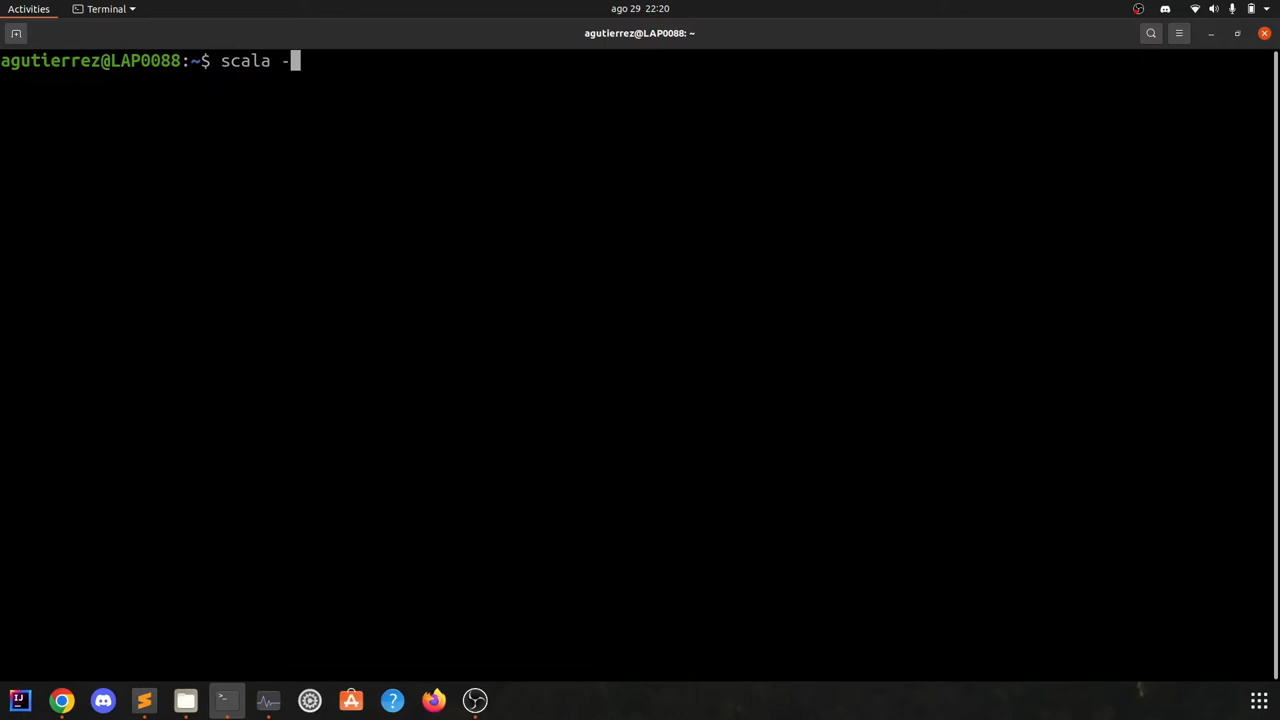 Activities
Terminal
ago 29 22:20
agutierrez@LAP0088: ~
agutierrez@LAP0088:~$ scala -